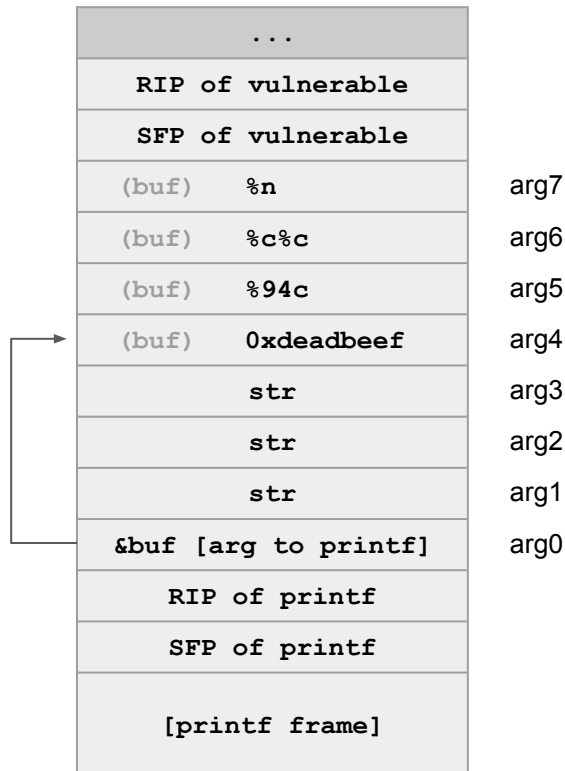 ...
RIP of vulnerable
SFP of vulnerable
(buf) %n arg7
(buf) %c%c arg6
(buf) %94c arg5
(buf) 0xdeadbeef arg4
str arg3
str arg2
str arg1
&buf [arg to printf] arg0
RIP of printf
SFP of printf
[printf frame]